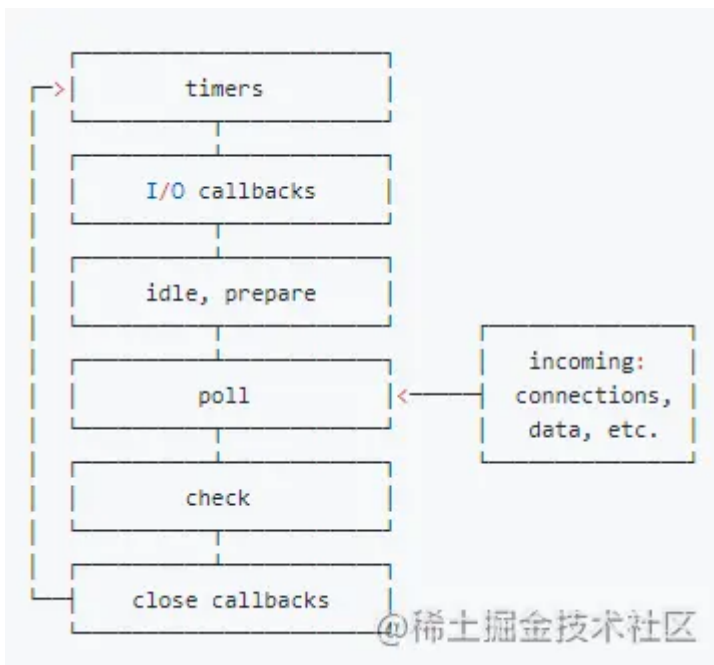 timers
I/O callbacks
idle, prepare
incoming:
poll
connections,
data, etc.
check
close callbacks
@稀土掘金技术社区